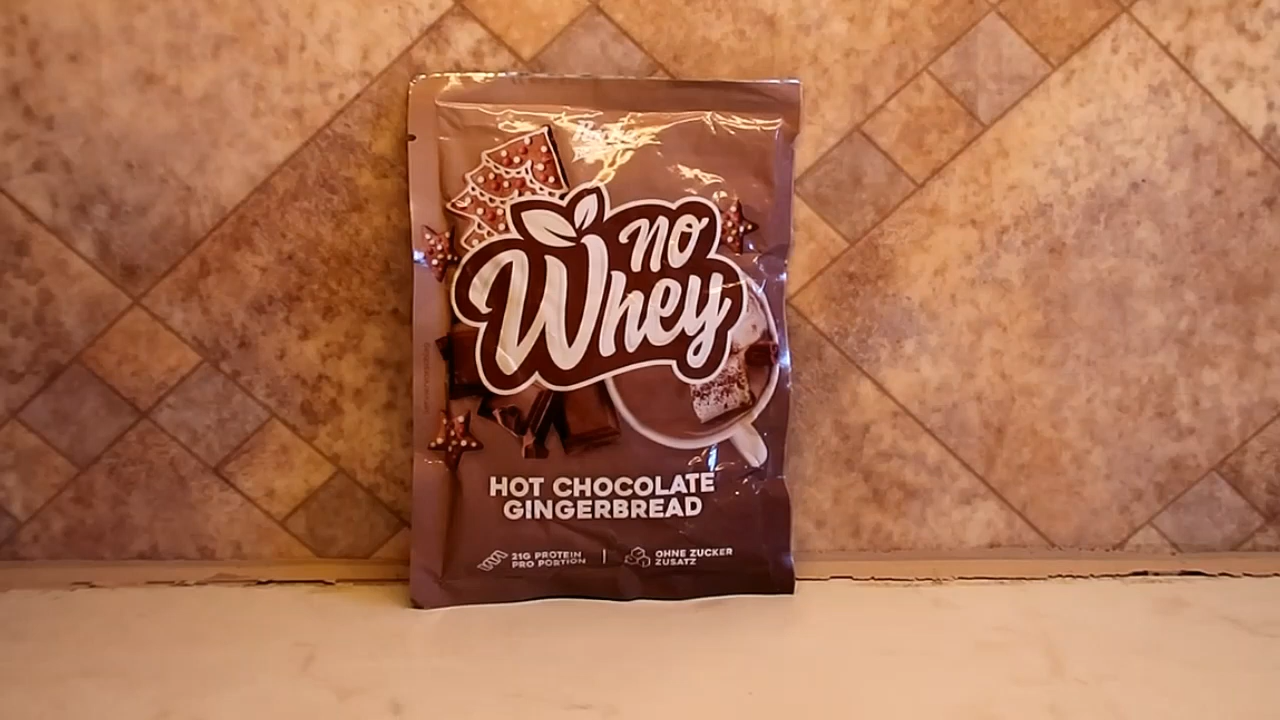 no
Whey
HOT CHOCOLATE
GINGERBREAD
21G PROTEIN
PRO PORTION
OHNE ZUCKER
ZUSATZ